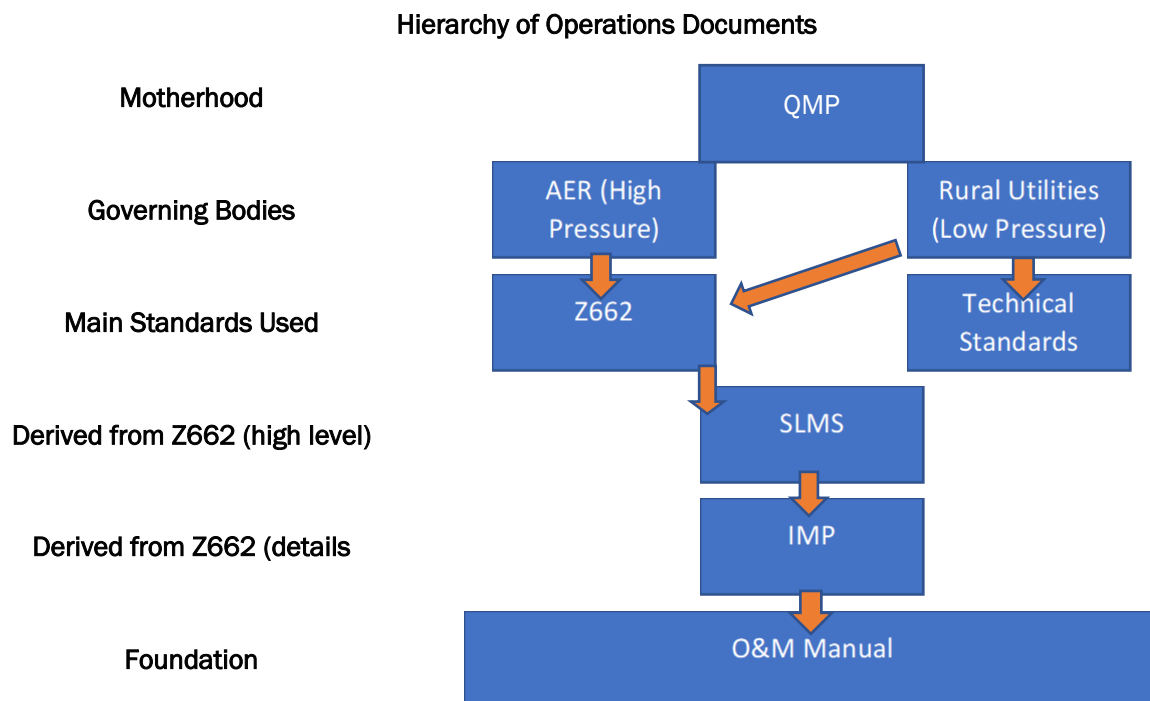 Hierarchy of Operations Documents
Motherhood
QMP
Governing Bodies
AER (High
Pressure)
Rural Utilities
(Low Pressure)
Main Standards Used
Z662
Technical
Standards
Derived from Z662 (high level)
SLMS
Derived from Z662 (details
IMP
Foundation
O&M Manual